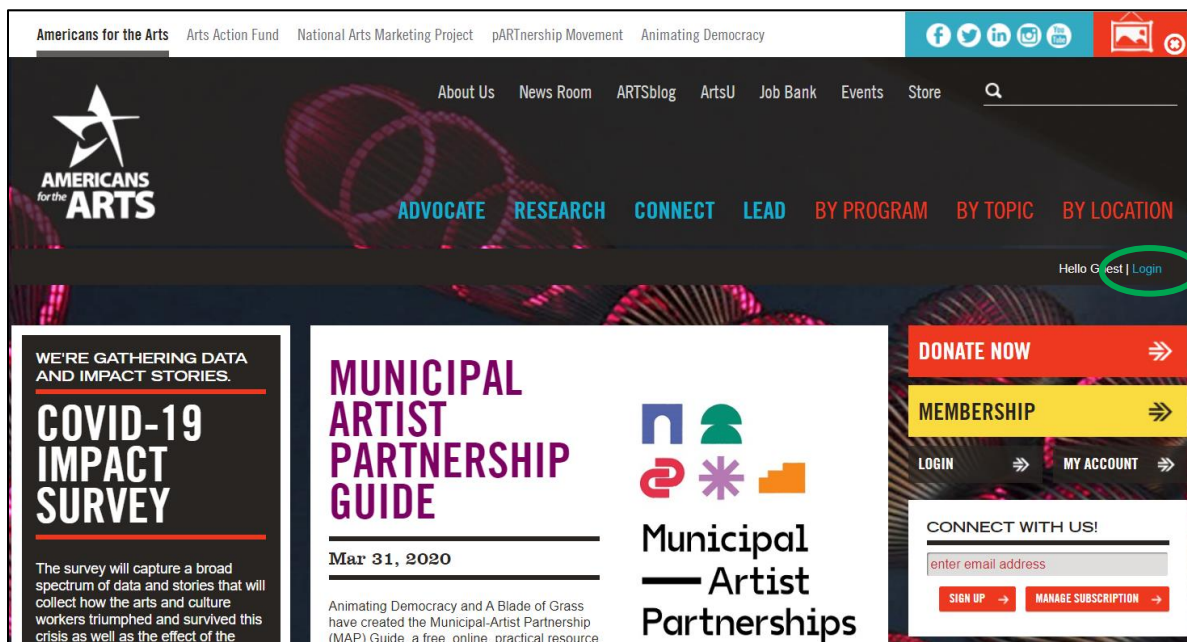 Americans for the Arts Arts Action Fund National Arts Marketing Project pARTnership Movement Animating Democracy
You Tube
About Us News Room ARTSblog ArtsU Job Bank Events Store
AMERICANS
for the ARTS
ADVOCATE RESEARCH CONNECT LEAD BY PROGRAM BY TOPIC BY LOCATION
Hello Guest | Login
WE'RE GATHERING DATA
AND IMPACT STORIES.
COVID-19
IMPACT
SURVEY
The survey will capture a broad
spectrum of data and stories that will
collect how the arts and culture
workers triumphed and survived this
crisis as well as the effect of the
MUNICIPAL
ARTIST
PARTNERSHIP
GUIDE
Mar 31, 2020
Animating Democracy and A Blade of Grass
have created the Municipal-Artist Partnership
(MAP) Guide, a free, online, practical resource
Municipal
Artist
Partnerships
DONATE NOW
MEMBERSHIP
LOGIN MY ACCOUNT
CONNECT WITH US!
enter email address
SIGN UP → MANAGE SUBSCRIPTION →